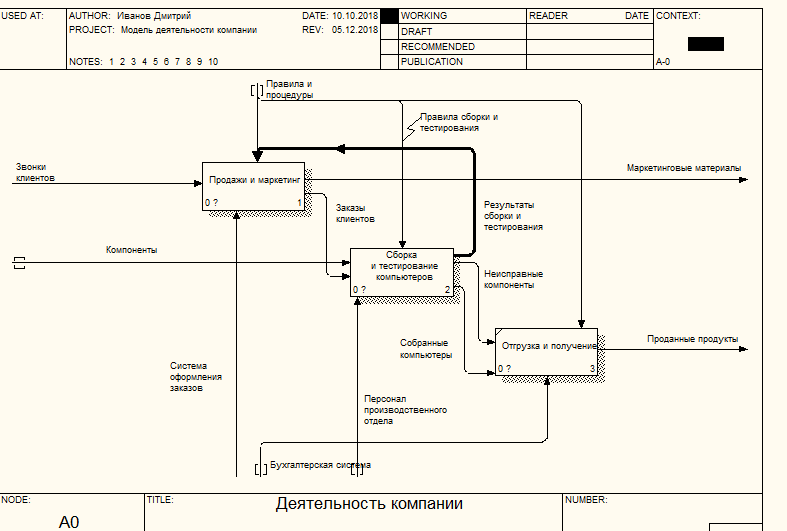 USED AT:
AUTHOR: Иванов Дмитрий
DATE: 10.10.2018
WORKING
READER
DATE
CONTEXT:
PROJECT: Модель деятельности компании
REV: 05.12.2018
DRAFT
RECOMMENDED
NOTES: 1 2 3 4 5 6 7 8 9 10
PUBLICATION
A-0
Правила и
процедуры
Правила сборки и
тестирования
Звонки
клиентов
Продажи и маркетинг
0 ?
1
Маркетинговые материалы
Заказы
клиентов
Результаты
сборки и
тестирования
Компоненты
Сборка
и тестирование
компьютеров
0 ?
2
Неисправные
компоненты
Собранные
компьютеры
Отгрузка и получение
0 ?
3
Проданные продукты
Система
оформления
заказов
Персонал
производственного
отдела
Бухгалтерская система
NODE:
A0
TITLE:
Деятельность компании
NUMBER: